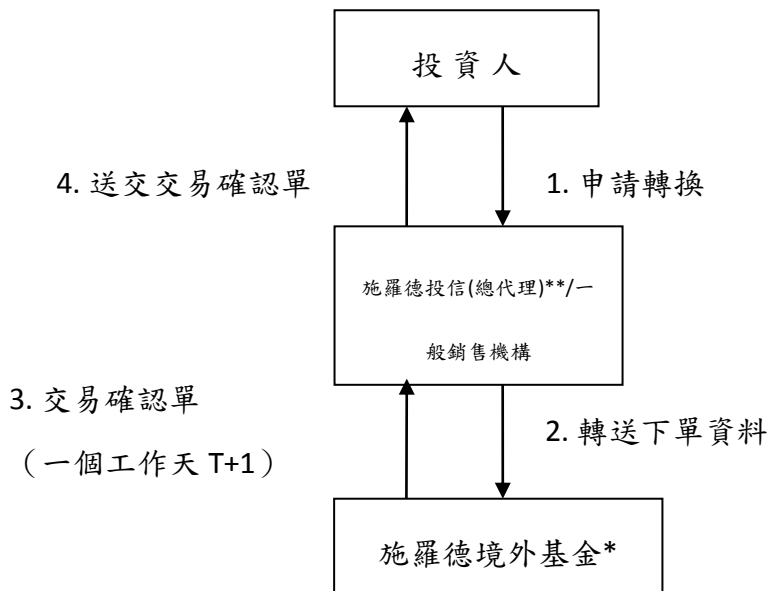 投 資 人
4. 送交交易確認單
1. 申請轉換
施羅德投信(總代理)**/一
般銷售機構
3. 交易確認單
（一個工作天 T+1）
2. 轉送下單資料
施羅德境外基金*